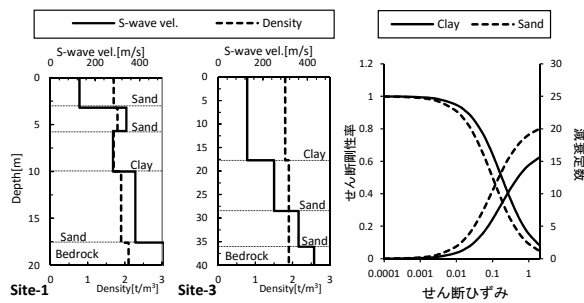 S-wave vel. Density
Clay Sand
S-wave vel.[m/s]
0 200 400
S-wave vel.[m/s]
0 200 400
Depth[m]
0
5
10
15
20
Sand
Sand
Clay
Sand
Bedrock
0 1 2 3
Density[t/m³]
Site-1
0
5
10
15
20
25
30
35
40
Clay
Sand
Sand
Bedrock
0 1 2 3
Density[t/m³]
Site-3
せん断剛性率
1.2
1
0.8
0.6
0.4
0.2
0
30
25
20
15
10
5
0
減衰定数
0.0001 0.001 0.01 0.1 1
せん断ひずみ